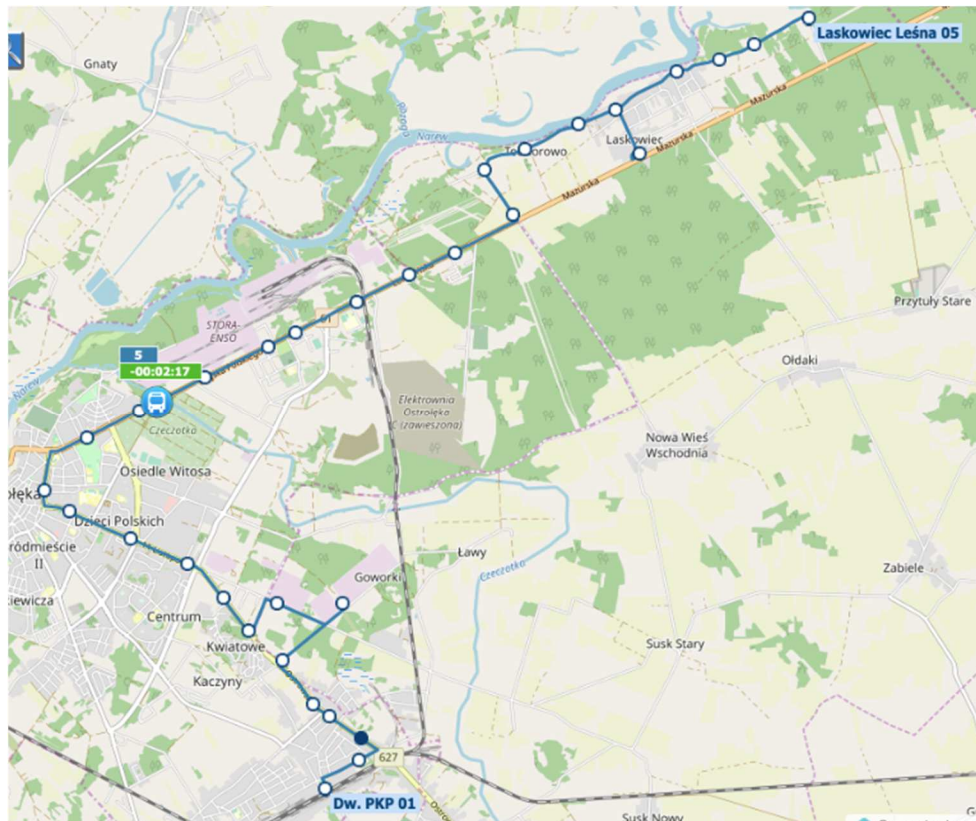 Laskowiec Leśna 05
Gnaty
Mazurska
Narew
Laskowiec
Mazurska
Mazurska
Przytuły Stare
STORA-
ENSO
Ołdaki
5
-00:02:17
Narew
Elektrownia
Ostrołęka
C (zawieszona)
Czeczotka
Nowa Wieś
Wschodnia
Osiedle Witosa
Dzieci Polskich
II
Ławy
Goworki
Czeczotka
Zabiele
Centrum
Kwiatowe
Susk Stary
Kaczyny
627
Dw. PKP 01
Susk Nowy